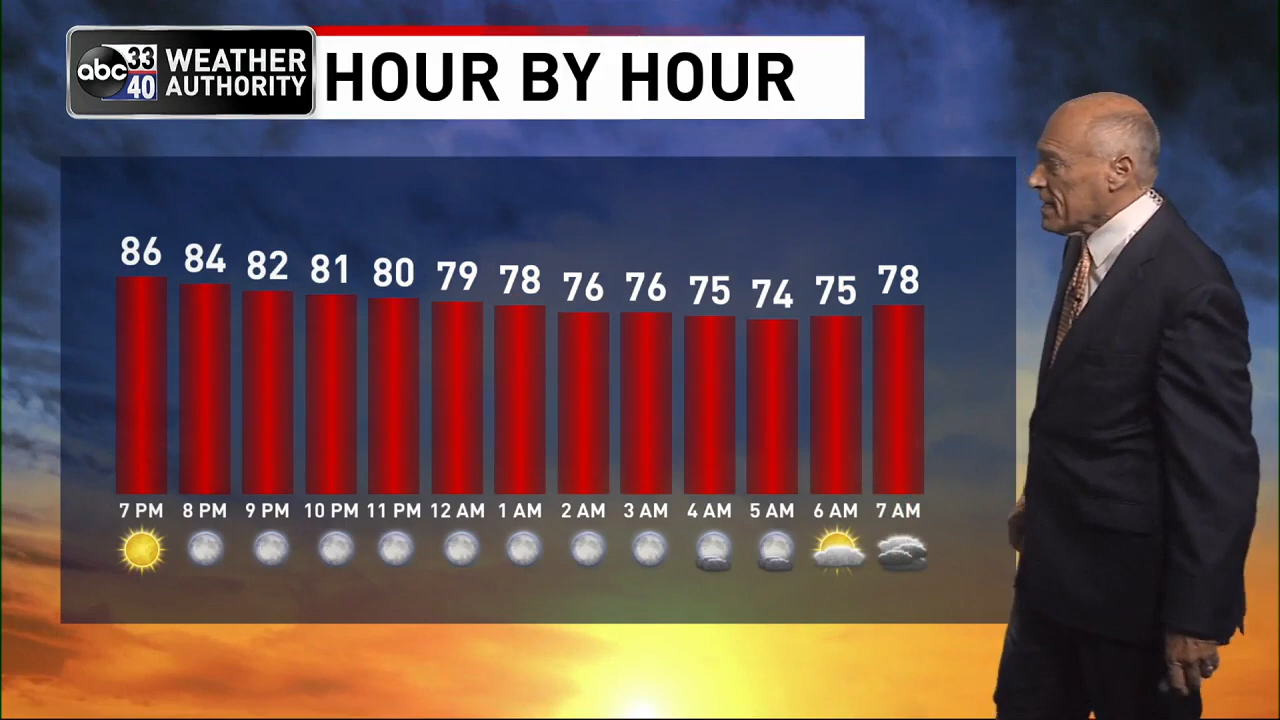 abc 33 40
WEATHER AUTHORITY
HOUR BY HOUR
86 84 82 81 80 79 78 76 76 75 74 75 78
7 PM 8 PM 9 PM 10 PM 11 PM 12 AM 1 AM 2 AM 3 AM 4 AM 5 AM 6 AM 7 AM